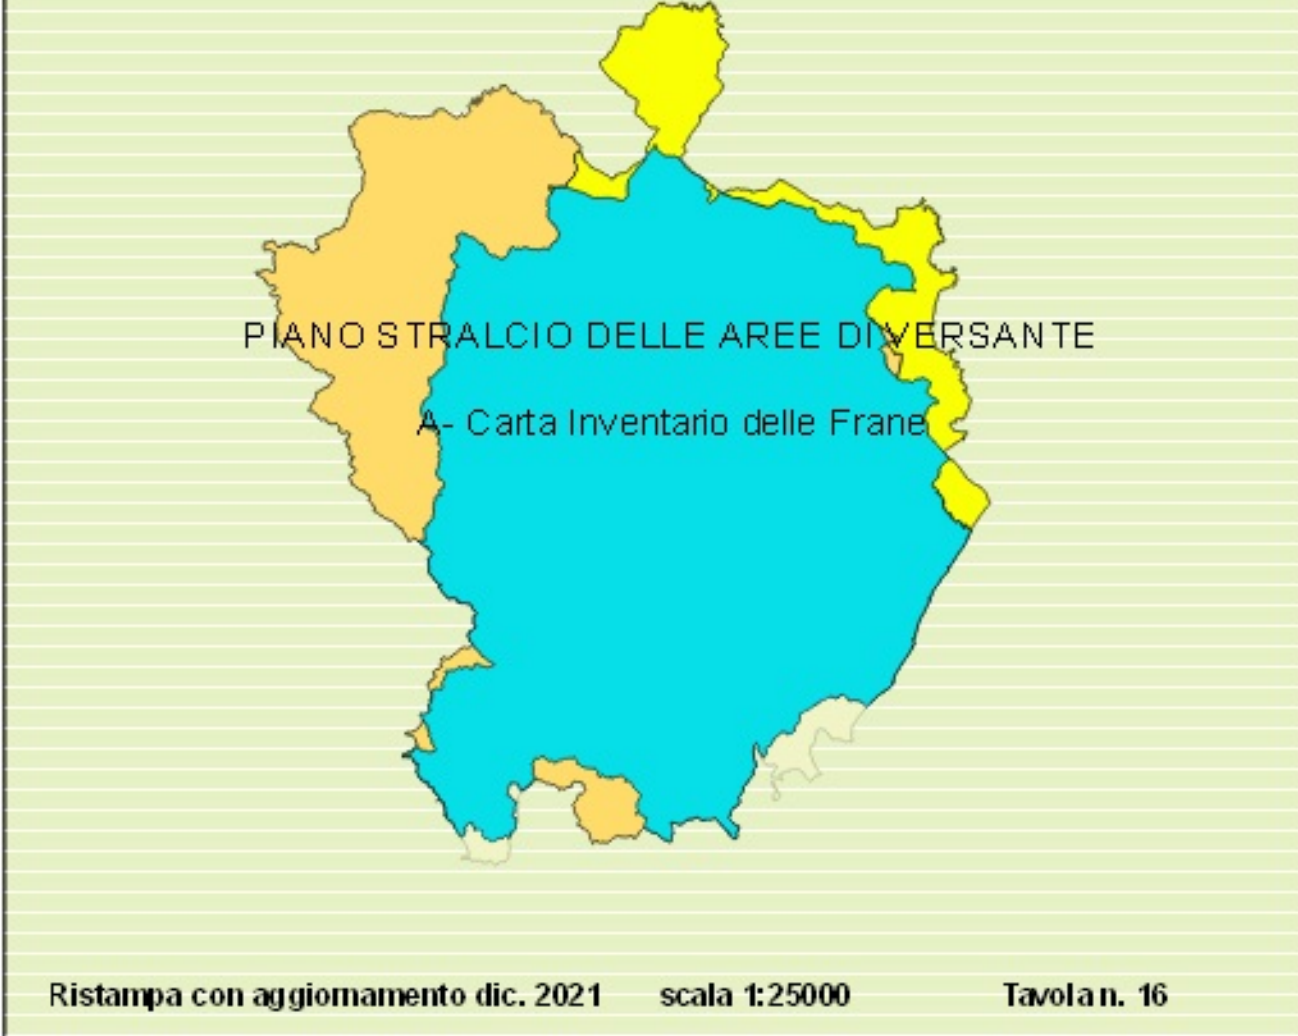 PIANO STRALCIO DELLE AREE DI VERSANTE
A- Carta Inventario delle Frane
Ristampa con aggiornamento dic. 2021 scala 1:25000 Tavola n. 16